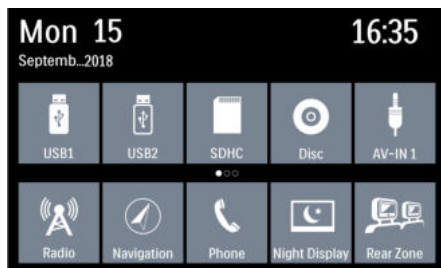 Mon 15 16:35
Septemb...2018
USB1 USB2 SDHC Disc AV-IN 1
Radio Navigation Phone Night Display Rear Zone